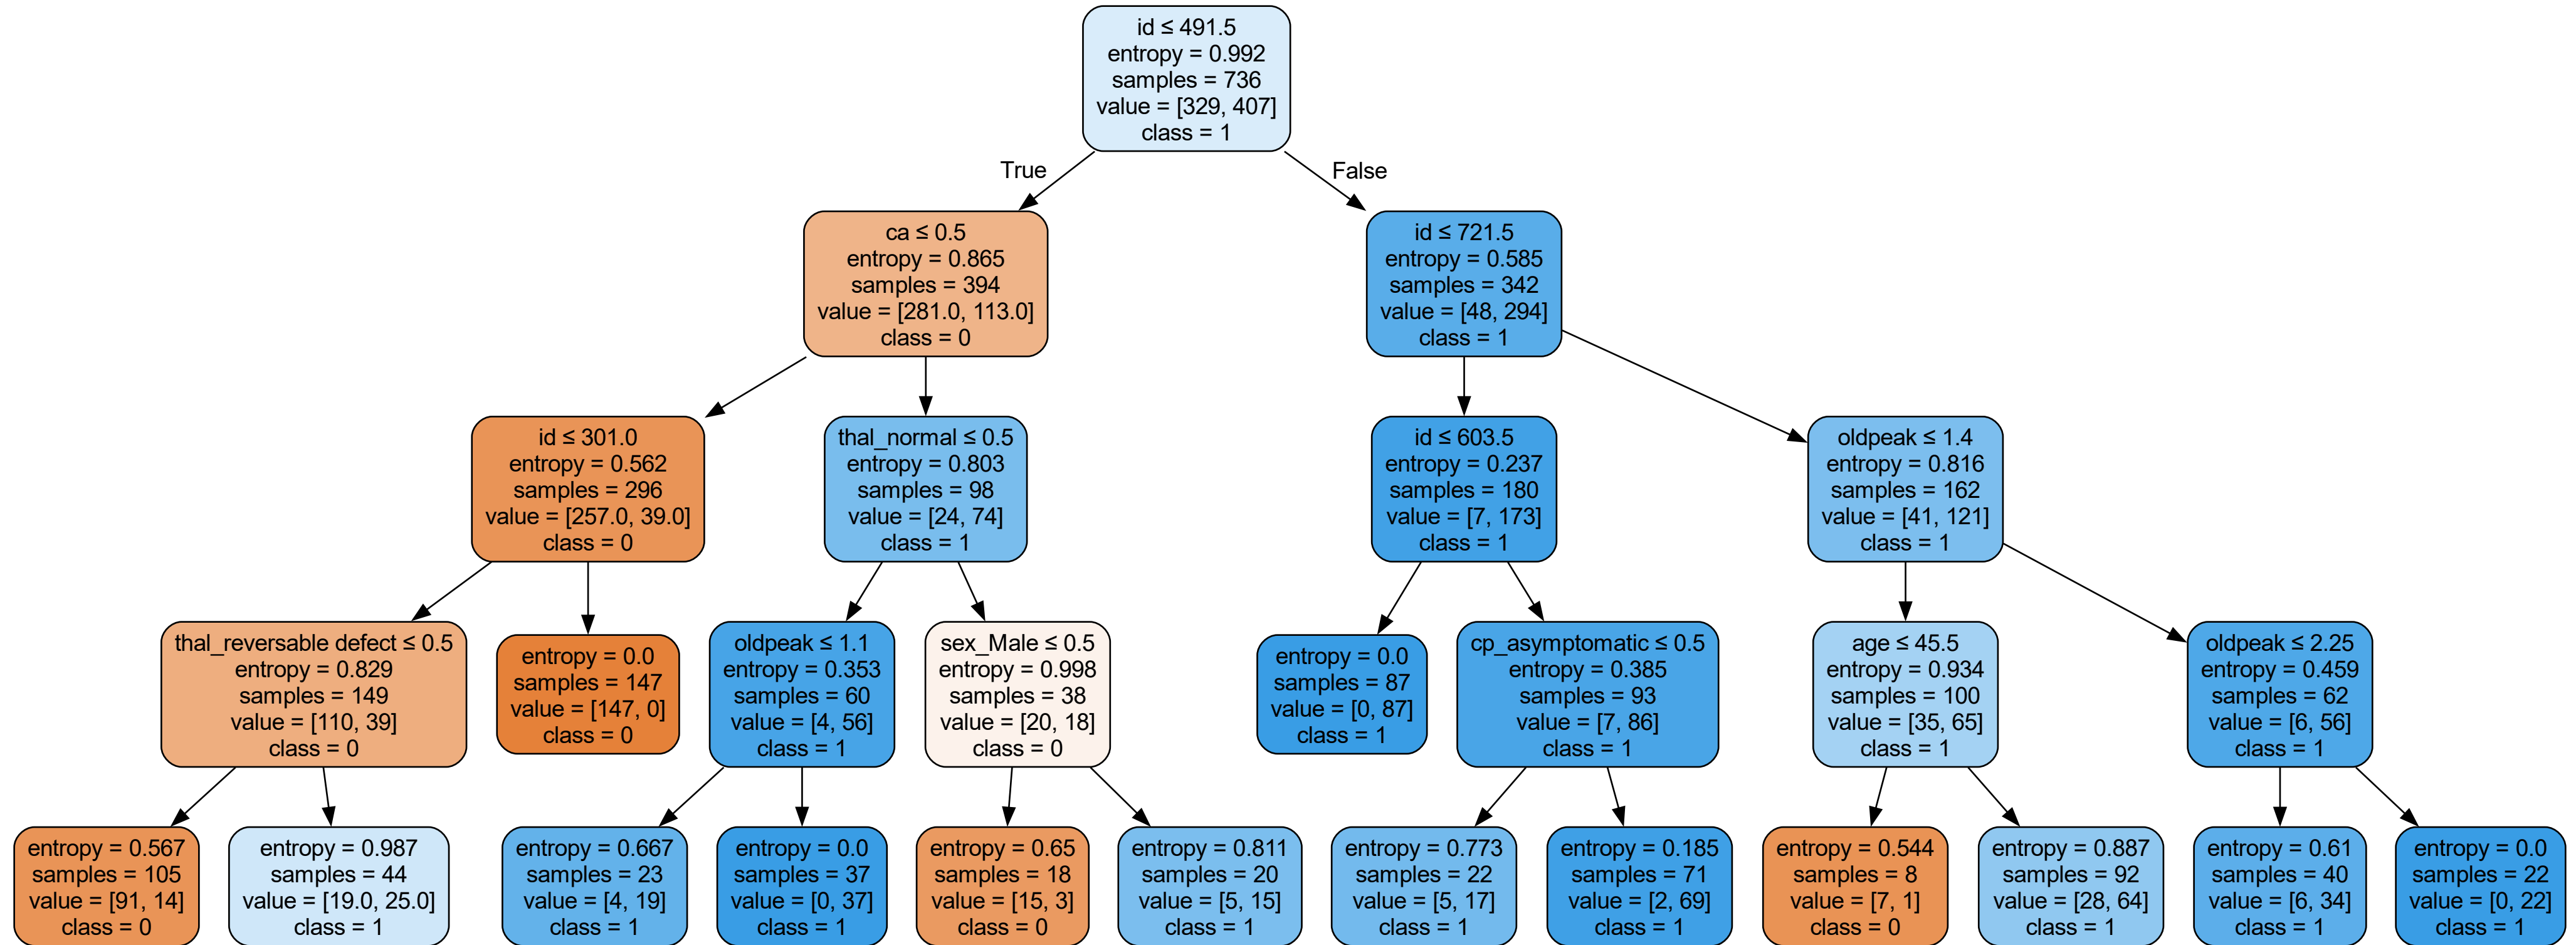 id ≤ 491.5
entropy = 0.992
samples = 736
value = [329, 407]
class = 1
True
False
ca ≤ 0.5
entropy = 0.865
samples = 394
value = [281.0, 113.0]
class = 0
id ≤ 721.5
entropy = 0.585
samples = 342
value = [48, 294]
class = 1
id ≤ 301.0
entropy = 0.562
samples = 296
value = [257.0, 39.0]
class = 0
thal_normal ≤ 0.5
entropy = 0.803
samples = 98
value = [24, 74]
class = 1
id ≤ 603.5
entropy = 0.237
samples = 180
value = [7, 173]
class = 1
oldpeak ≤ 1.4
entropy = 0.816
samples = 162
value = [41, 121]
class = 1
thal_reversable defect ≤ 0.5
entropy = 0.829
samples = 149
value = [110, 39]
class = 0
entropy = 0.0
samples = 147
value = [147, 0]
class = 0
oldpeak ≤ 1.1
entropy = 0.353
samples = 60
value = [4, 56]
class = 1
sex_Male ≤ 0.5
entropy = 0.998
samples = 38
value = [20, 18]
class = 0
entropy = 0.0
samples = 87
value = [0, 87]
class = 1
cp_asymptomatic ≤ 0.5
entropy = 0.385
samples = 93
value = [7, 86]
class = 1
age ≤ 45.5
entropy = 0.934
samples = 100
value = [35, 65]
class = 1
oldpeak ≤ 2.25
entropy = 0.459
samples = 62
value = [6, 56]
class = 1
entropy = 0.567
samples = 105
value = [91, 14]
class = 0
entropy = 0.987
samples = 44
value = [19.0, 25.0]
class = 1
entropy = 0.667
samples = 23
value = [4, 19]
class = 1
entropy = 0.0
samples = 37
value = [0, 37]
class = 1
entropy = 0.65
samples = 18
value = [15, 3]
class = 0
entropy = 0.811
samples = 20
value = [5, 15]
class = 1
entropy = 0.773
samples = 22
value = [5, 17]
class = 1
entropy = 0.185
samples = 71
value = [2, 69]
class = 1
entropy = 0.544
samples = 8
value = [7, 1]
class = 0
entropy = 0.887
samples = 92
value = [28, 64]
class = 1
entropy = 0.61
samples = 40
value = [6, 34]
class = 1
entropy = 0.0
samples = 22
value = [0, 22]
class = 1